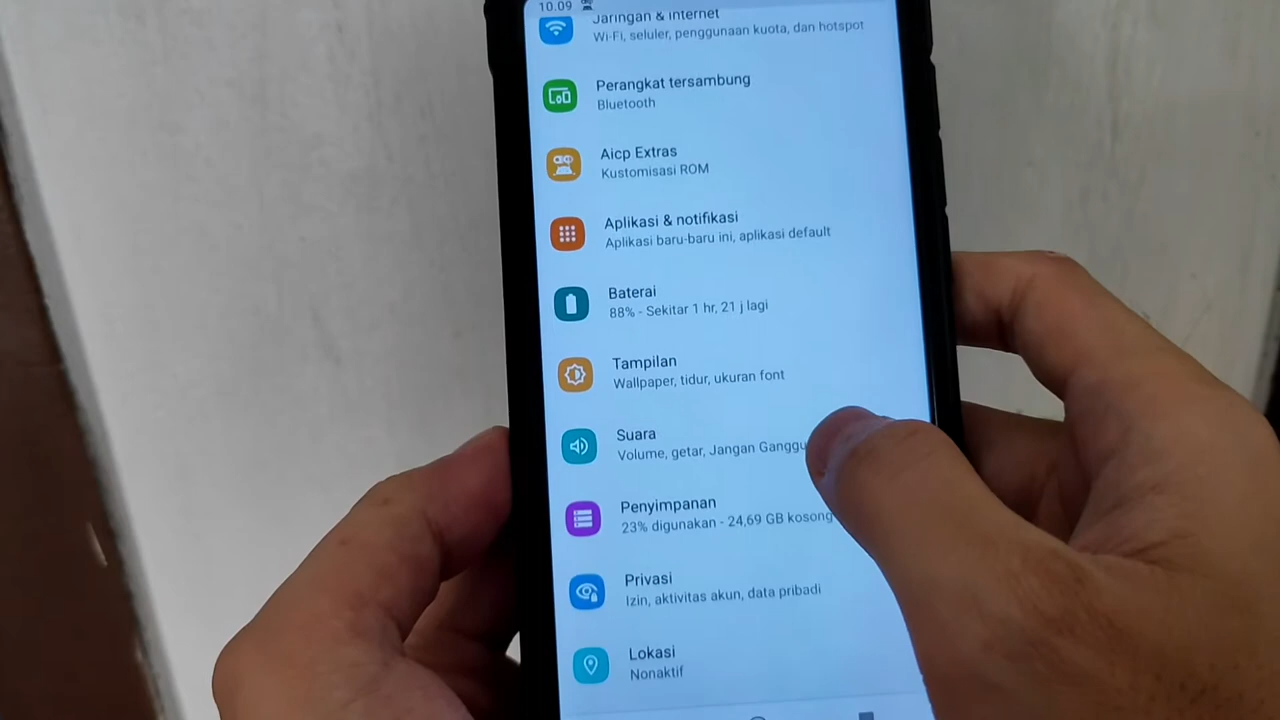 10.09
Jaringan & internet
Wi-Fi, seluler, penggunaan kuota, dan hotspot
Perangkat tersambung
Bluetooth
Aicp Extras
Kustomisasi ROM
Aplikasi & notifikasi
Aplikasi baru-baru ini, aplikasi default
Baterai
88% - Sekitar 1 hr, 21 j lagi
Tampilan
Wallpaper, tidur, ukuran font
Suara
Volume, getar, Jangan Ganggu
Penyimpanan
23% digunakan - 24,69 GB kosong
Privasi
Izin, aktivitas akun, data pribadi
Lokasi
Nonaktif